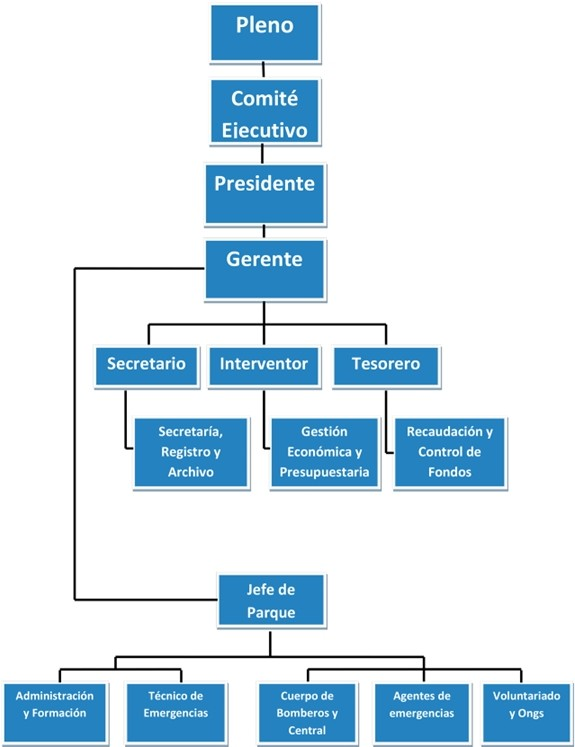 Pleno
Comité
Ejecutivo
Presidente
Gerente
Secretario
Interventor
Tesorero
Secretaría,
Registro y
Archivo
Gestión
Económica y
Presupuestaria
Recaudación y
Control de
Fondos
Jefe de
Parque
Administración
y Formación
Técnico de
Emergencias
Cuerpo de
Bomberos y
Central
Agentes de
emergencias
Voluntariado
y Ongs